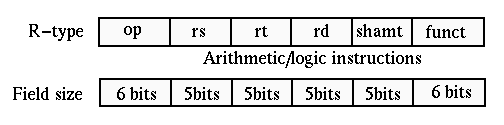 R-type op rs rt rd shamt funct
Arithmetic/logic instructions
Field size 6 bits 5bits 5bits 5bits 5bits 6 bits